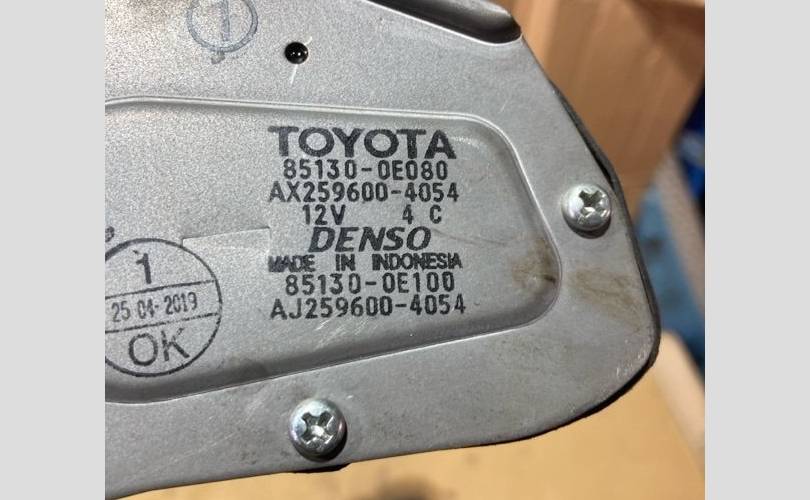 1
TOYOTA
85130-0E080
AX259600-4054
12V 4 C
DENSO
MADE IN INDONESIA
85130-0E100
AJ259600-4054
1
25-04-2019
OK